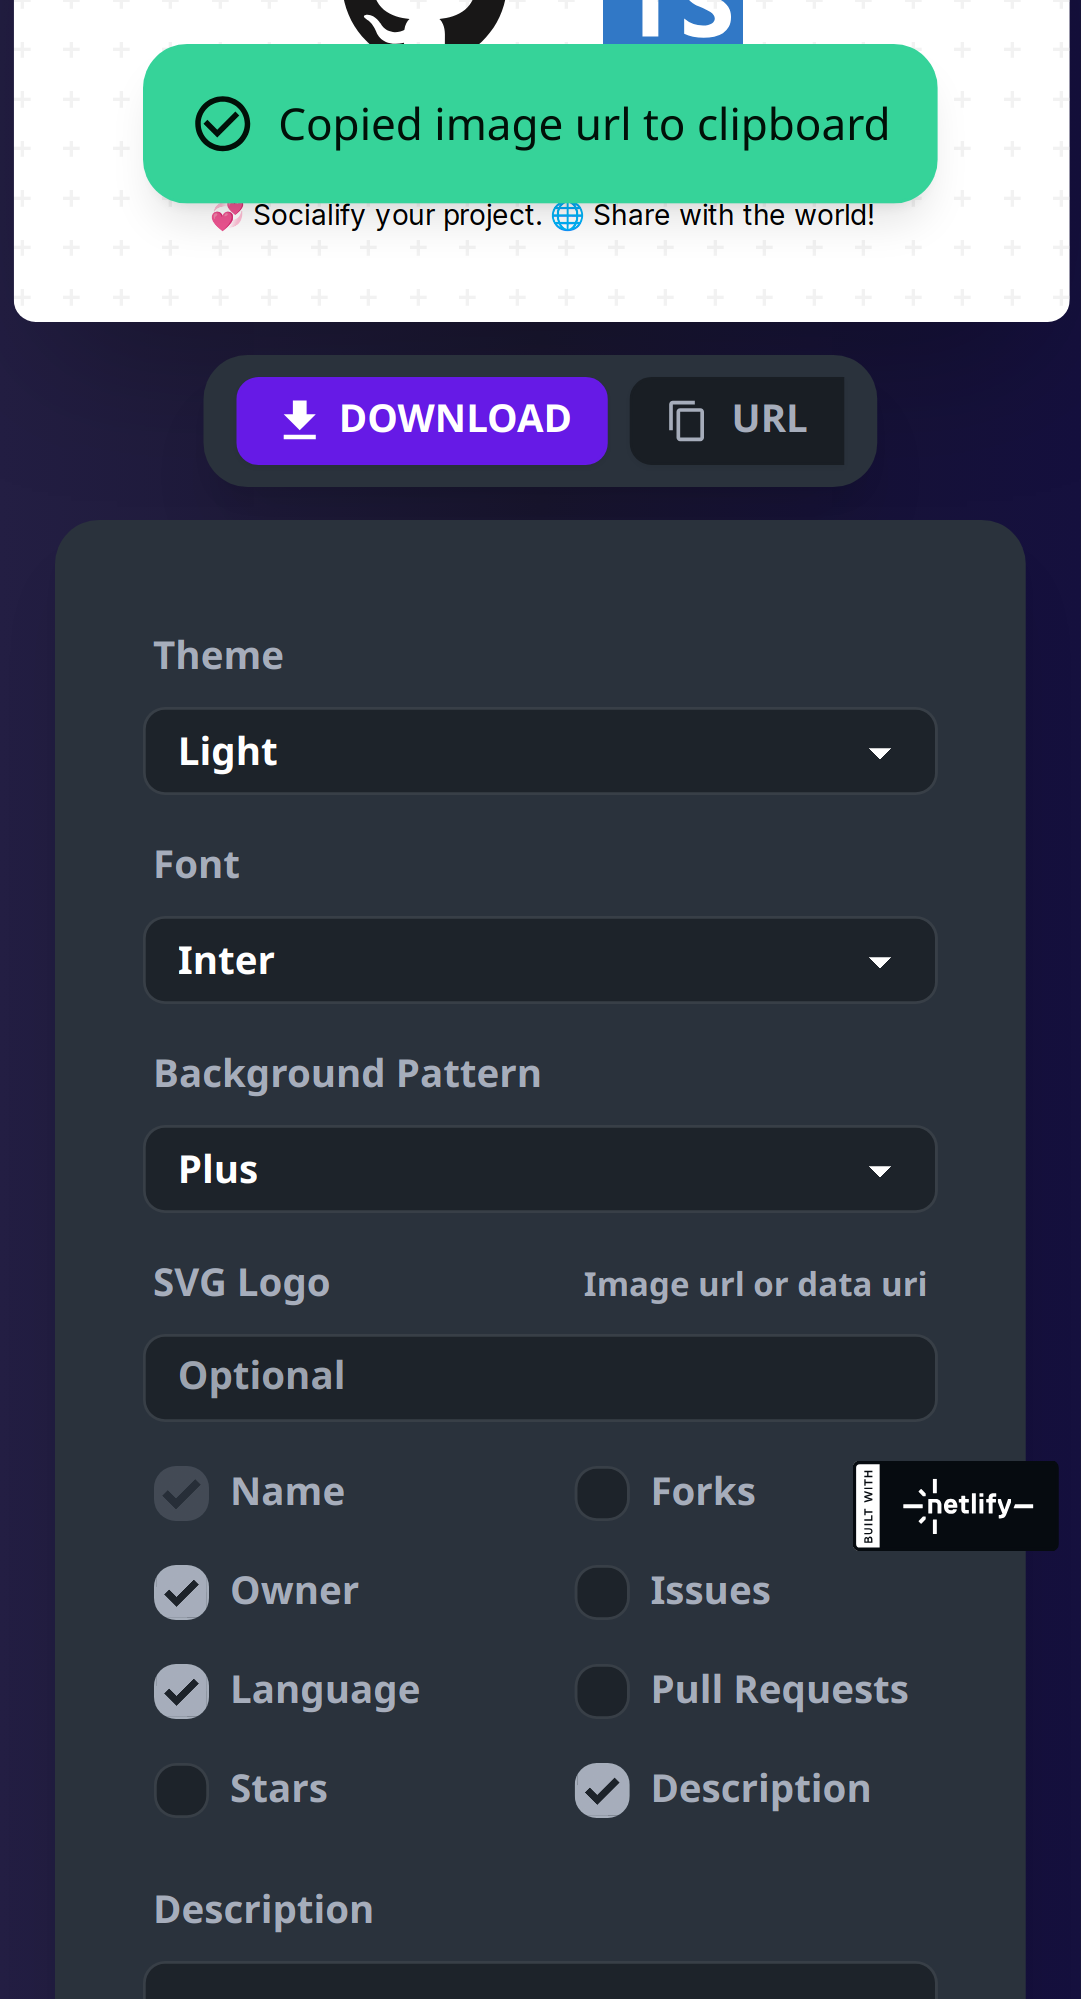 TS
Copied image url to clipboard
💞 Socialify your project. 🌐 Share with the world!
DOWNLOAD
URL
Theme
Light
Font
Inter
Background Pattern
Plus
SVG Logo
Image url or data uri
Optional
Name
Forks
BUILT WITH
netlify
Owner
Issues
Language
Pull Requests
Stars
Description
Description